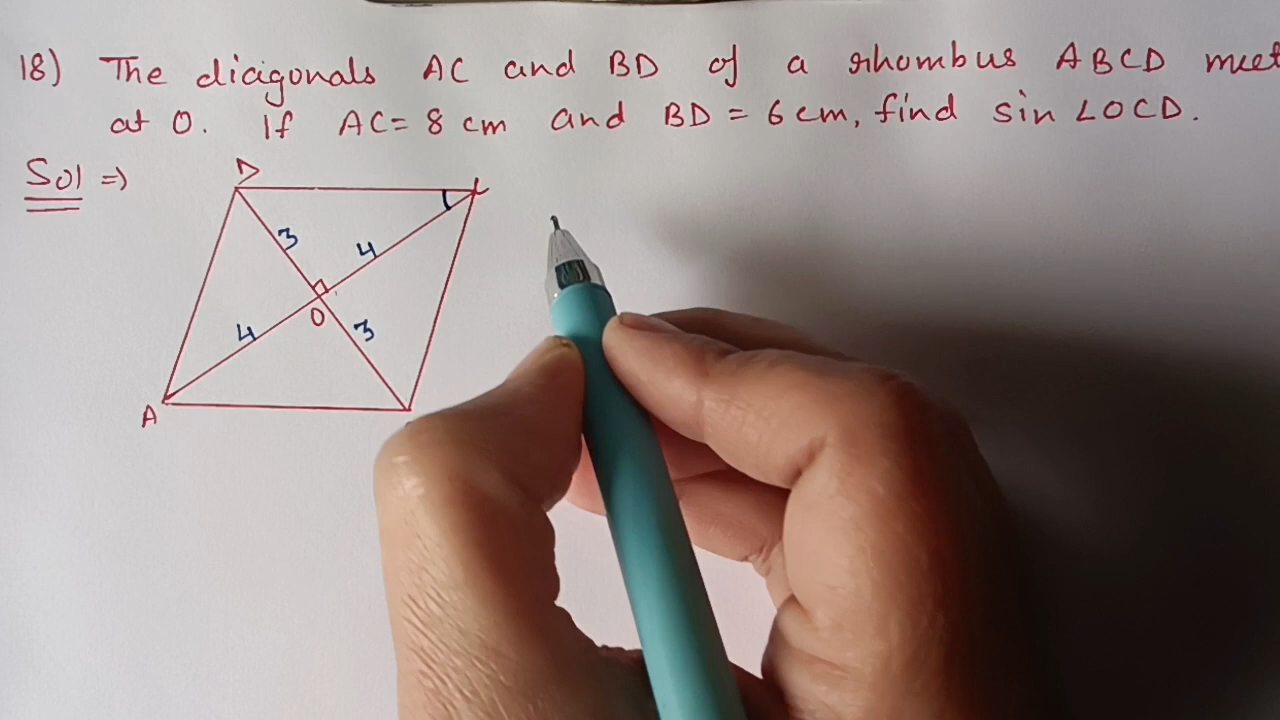 18) The diagonals AC and BD of a rhombus ABCD meet
at O. If AC = 8 cm and BD = 6 cm, find sin ∠OCD.
Sol ⇒
D
C
3
4
O
4
3
A